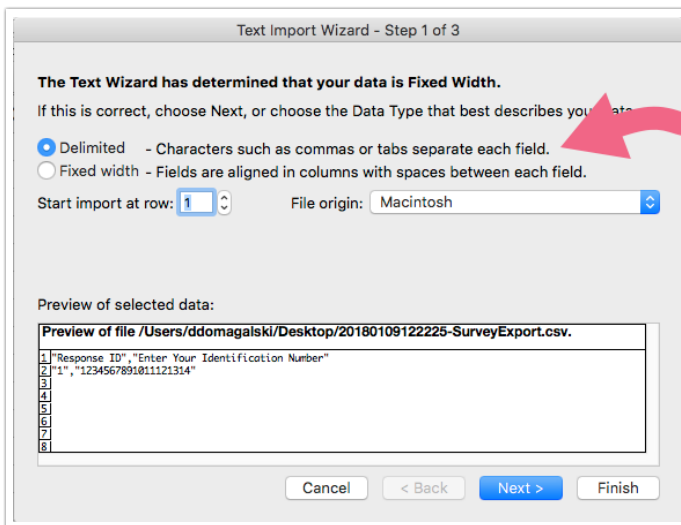 Text Import Wizard - Step 1 of 3
The Text Wizard has determined that your data is Fixed Width.
If this is correct, choose Next, or choose the Data Type that best describes your data.
Delimited - Characters such as commas or tabs separate each field.
Fixed width - Fields are aligned in columns with spaces between each field.
Start import at row: 1 File origin: Macintosh
Preview of selected data:
Preview of file /Users/ddomagalski/Desktop/20180109122225-SurveyExport.csv.
1 "Response ID","Enter Your Identification Number"
2 "1","1234567891011121314"
3
4
5
6
7
8
Cancel < Back Next > Finish